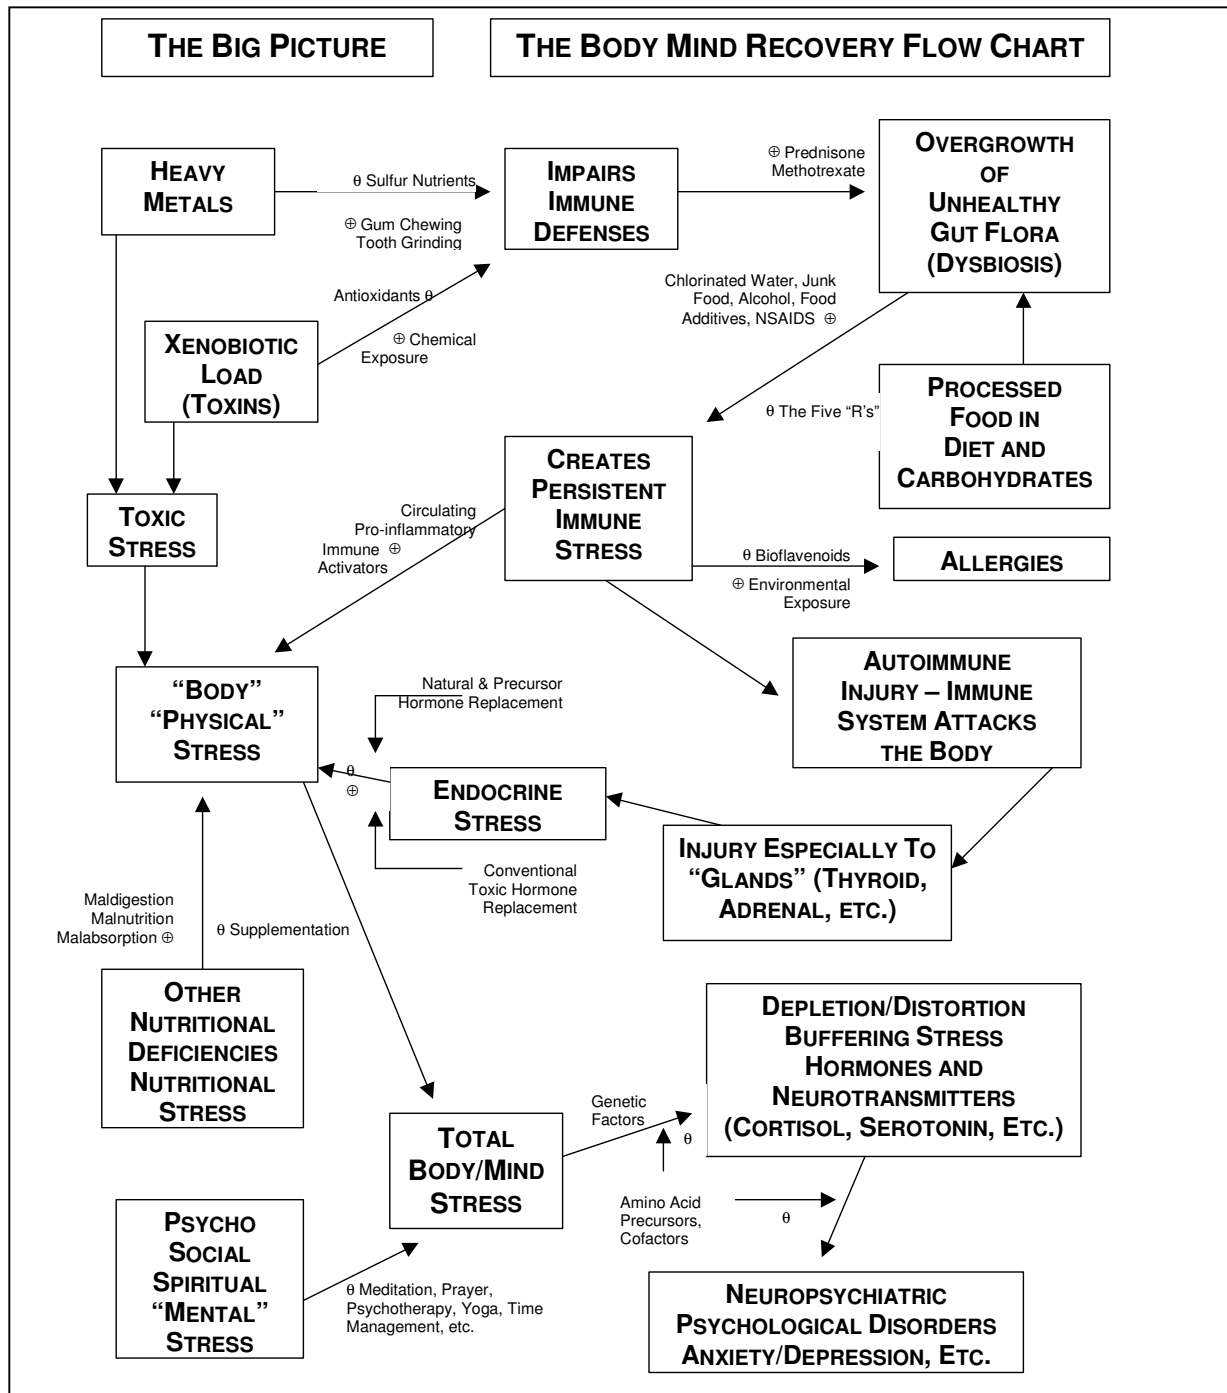 THE BIG PICTURE
THE BODY MIND RECOVERY FLOW CHART
HEAVY
METALS
θ Sulfur Nutrients
⊕ Gum Chewing
Tooth Grinding
IMPAIRS
IMMUNE
DEFENSES
⊕ Prednisone
Methotrexate
OVERGROWTH
OF
UNHEALTHY
GUT FLORA
(DYSBIOSIS)
Antioxidants θ
⊕ Chemical
Exposure
XENOBIOTIC
LOAD
(TOXINS)
Chlorinated Water, Junk
Food, Alcohol, Food
Additives, NSAIDS ⊕
θ The Five “R’s”
PROCESSED
FOOD IN
DIET AND
CARBOHYDRATES
TOXIC
STRESS
Circulating
Pro-inflammatory
Immune ⊕
Activators
CREATES
PERSISTENT
IMMUNE
STRESS
θ Bioflavenoids
⊕ Environmental
Exposure
ALLERGIES
“BODY”
“PHYSICAL”
STRESS
Natural & Precursor
Hormone Replacement
θ
⊕
ENDOCRINE
STRESS
Conventional
Toxic Hormone
Replacement
AUTOIMMUNE
INJURY – IMMUNE
SYSTEM ATTACKS
THE BODY
INJURY ESPECIALLY TO
“GLANDS” (THYROID,
ADRENAL, ETC.)
Maldigestion
Malnutrition
Malabsorption ⊕
θ Supplementation
OTHER
NUTRITIONAL
DEFICIENCIES
NUTRITIONAL
STRESS
TOTAL
BODY/MIND
STRESS
Genetic
Factors
θ
DEPLETION/DISTORTION
BUFFERING STRESS
HORMONES AND
NEUROTRANSMITTERS
(CORTISOL, SEROTONIN, ETC.)
Amino Acid
Precursors,
Cofactors
θ
PSYCHO
SOCIAL
SPIRITUAL
“MENTAL”
STRESS
θ Meditation, Prayer,
Psychotherapy, Yoga, Time
Management, etc.
NEUROPSYCHIATRIC
PSYCHOLOGICAL DISORDERS
ANXIETY/DEPRESSION, ETC.